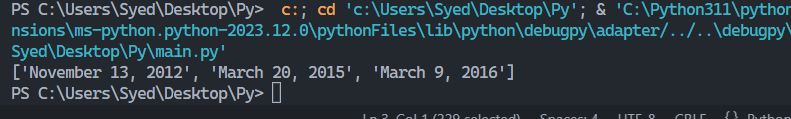 PS C:\Users\Syed\Desktop\Py>  c:; cd 'c:\Users\Syed\Desktop\Py'; & 'C:\Python311\python
nsions\ms-python.python-2023.12.0\pythonFiles\lib\python\debugpy\adapter/../..\debugpy\
Syed\Desktop\Py\main.py'
['November 13, 2012', 'March 20, 2015', 'March 9, 2016']
PS C:\Users\Syed\Desktop\Py>
Ln 3, Col 1 (229 selected) Spaces: 4 UTF-8 CRLF {} Python